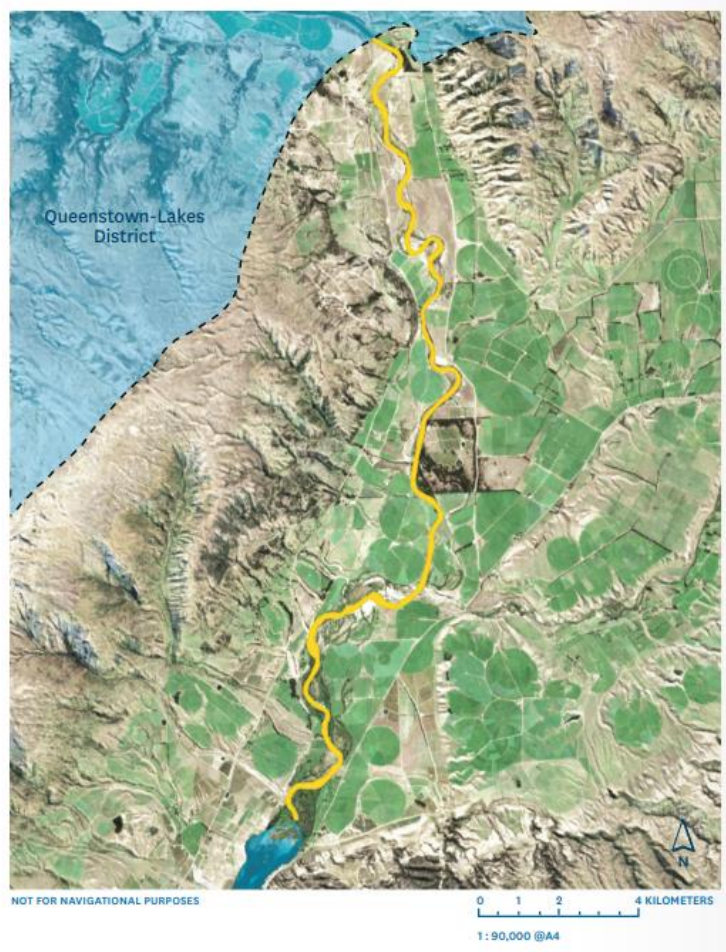 Queenstown-Lakes
District
N
NOT FOR NAVIGATIONAL PURPOSES
0 1 2 4 KILOMETERS
1 : 90,000 @A4